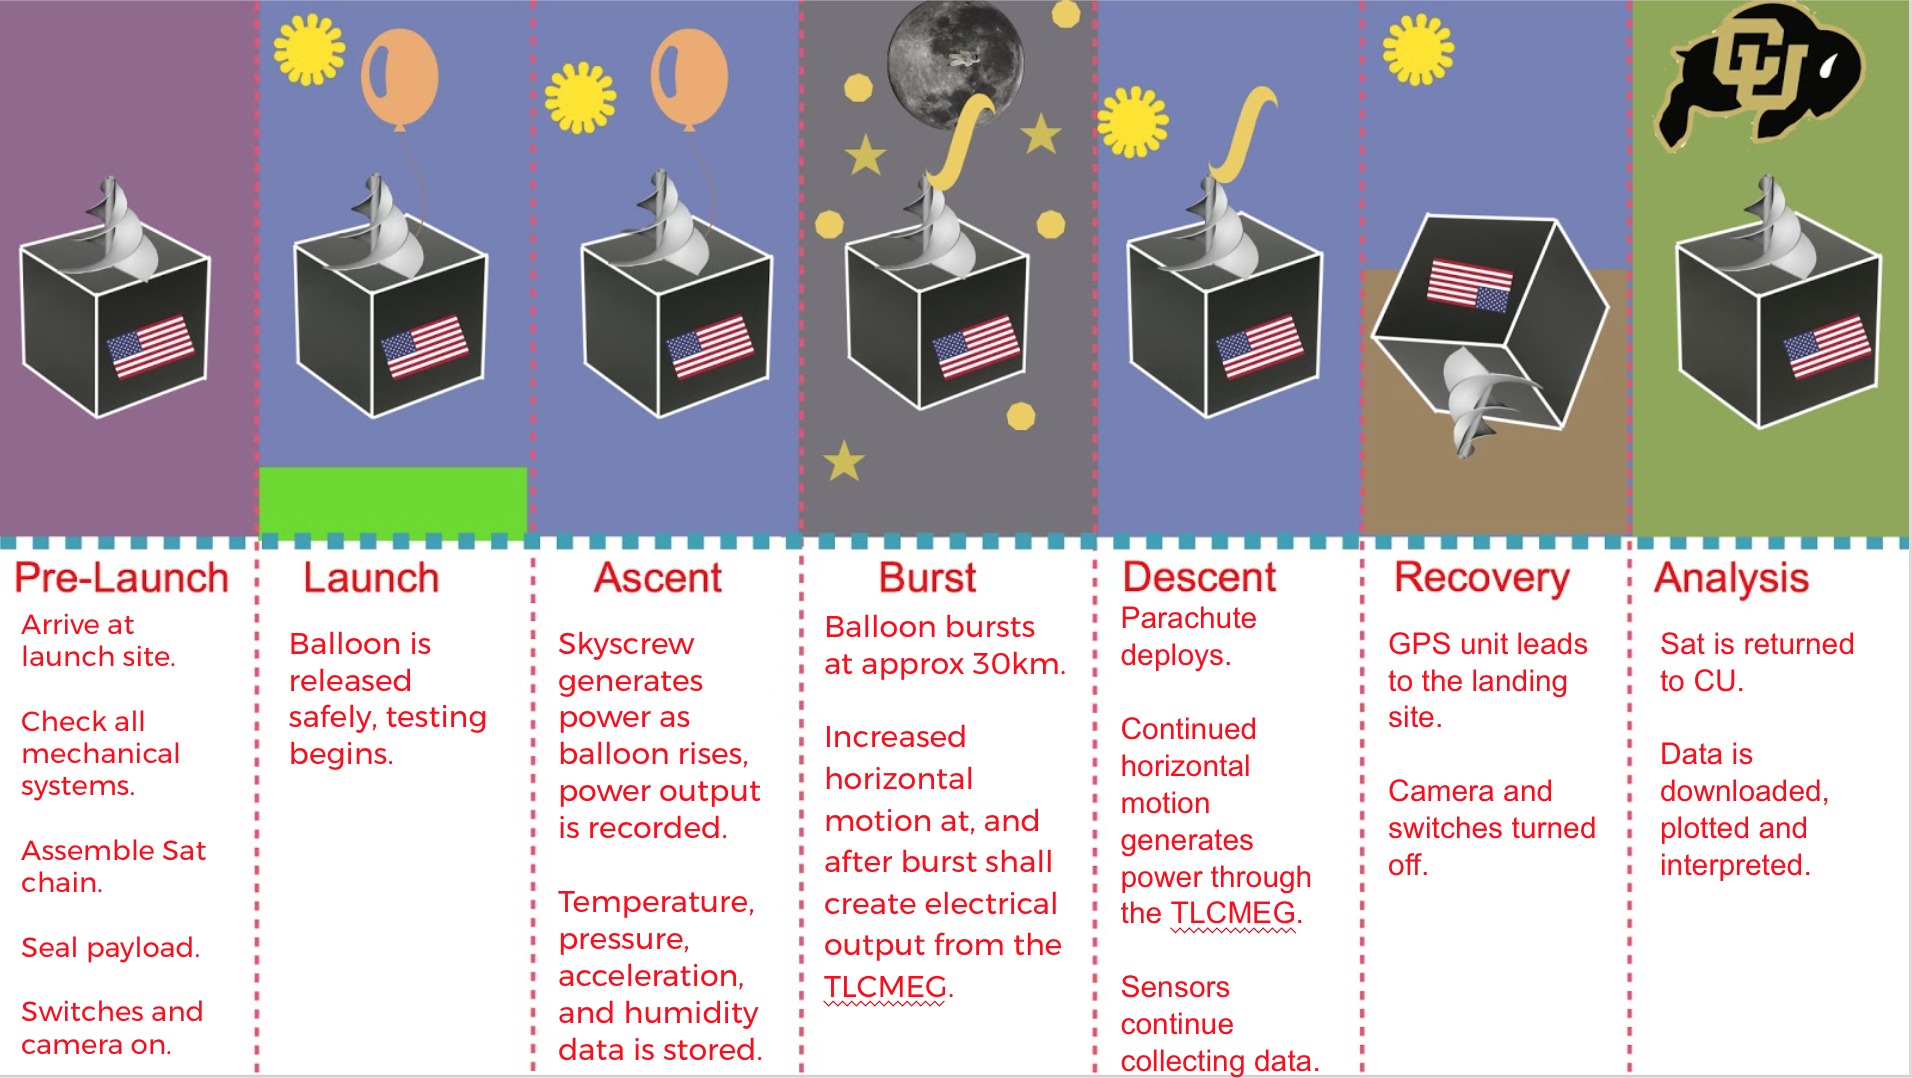 CU
Pre-Launch
Arrive at
launch site.
Check all
mechanical
systems.
Assemble Sat
chain.
Seal payload.
Switches and
camera on.
Launch
Balloon is
released
safely, testing
begins.
Ascent
Skyscrew
generates
power as
balloon rises,
power output
is recorded.
Temperature,
pressure,
acceleration,
and humidity
data is stored.
Burst
Balloon bursts
at approx 30km.
Increased
horizontal
motion at, and
after burst shall
create electrical
output from the
TLCMEG.
Descent
Parachute
deploys.
Continued
horizontal
motion
generates
power through
the TLCMEG.
Sensors
continue
collecting data.
Recovery
GPS unit leads
to the landing
site.
Camera and
switches turned
off.
Analysis
Sat is returned
to CU.
Data is
downloaded,
plotted and
interpreted.